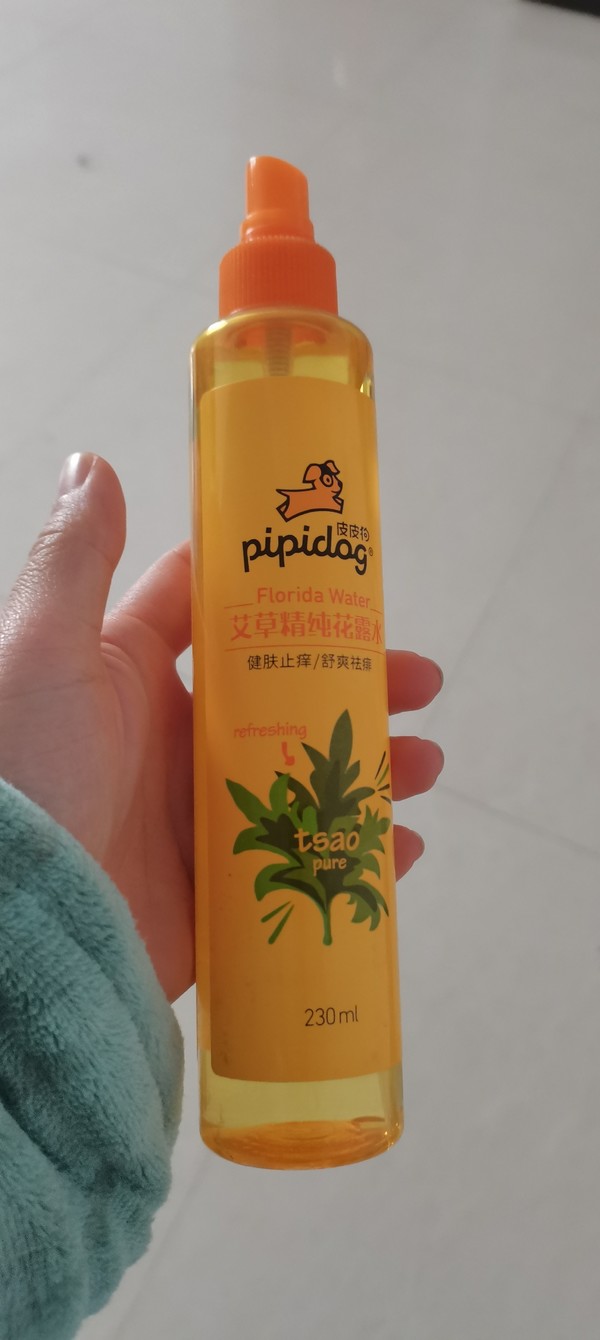 皮皮狗
pipidog®
Florida Water
艾草精纯花露水
健肤止痒/舒爽祛痱
refreshing
tsao
pure
230ml